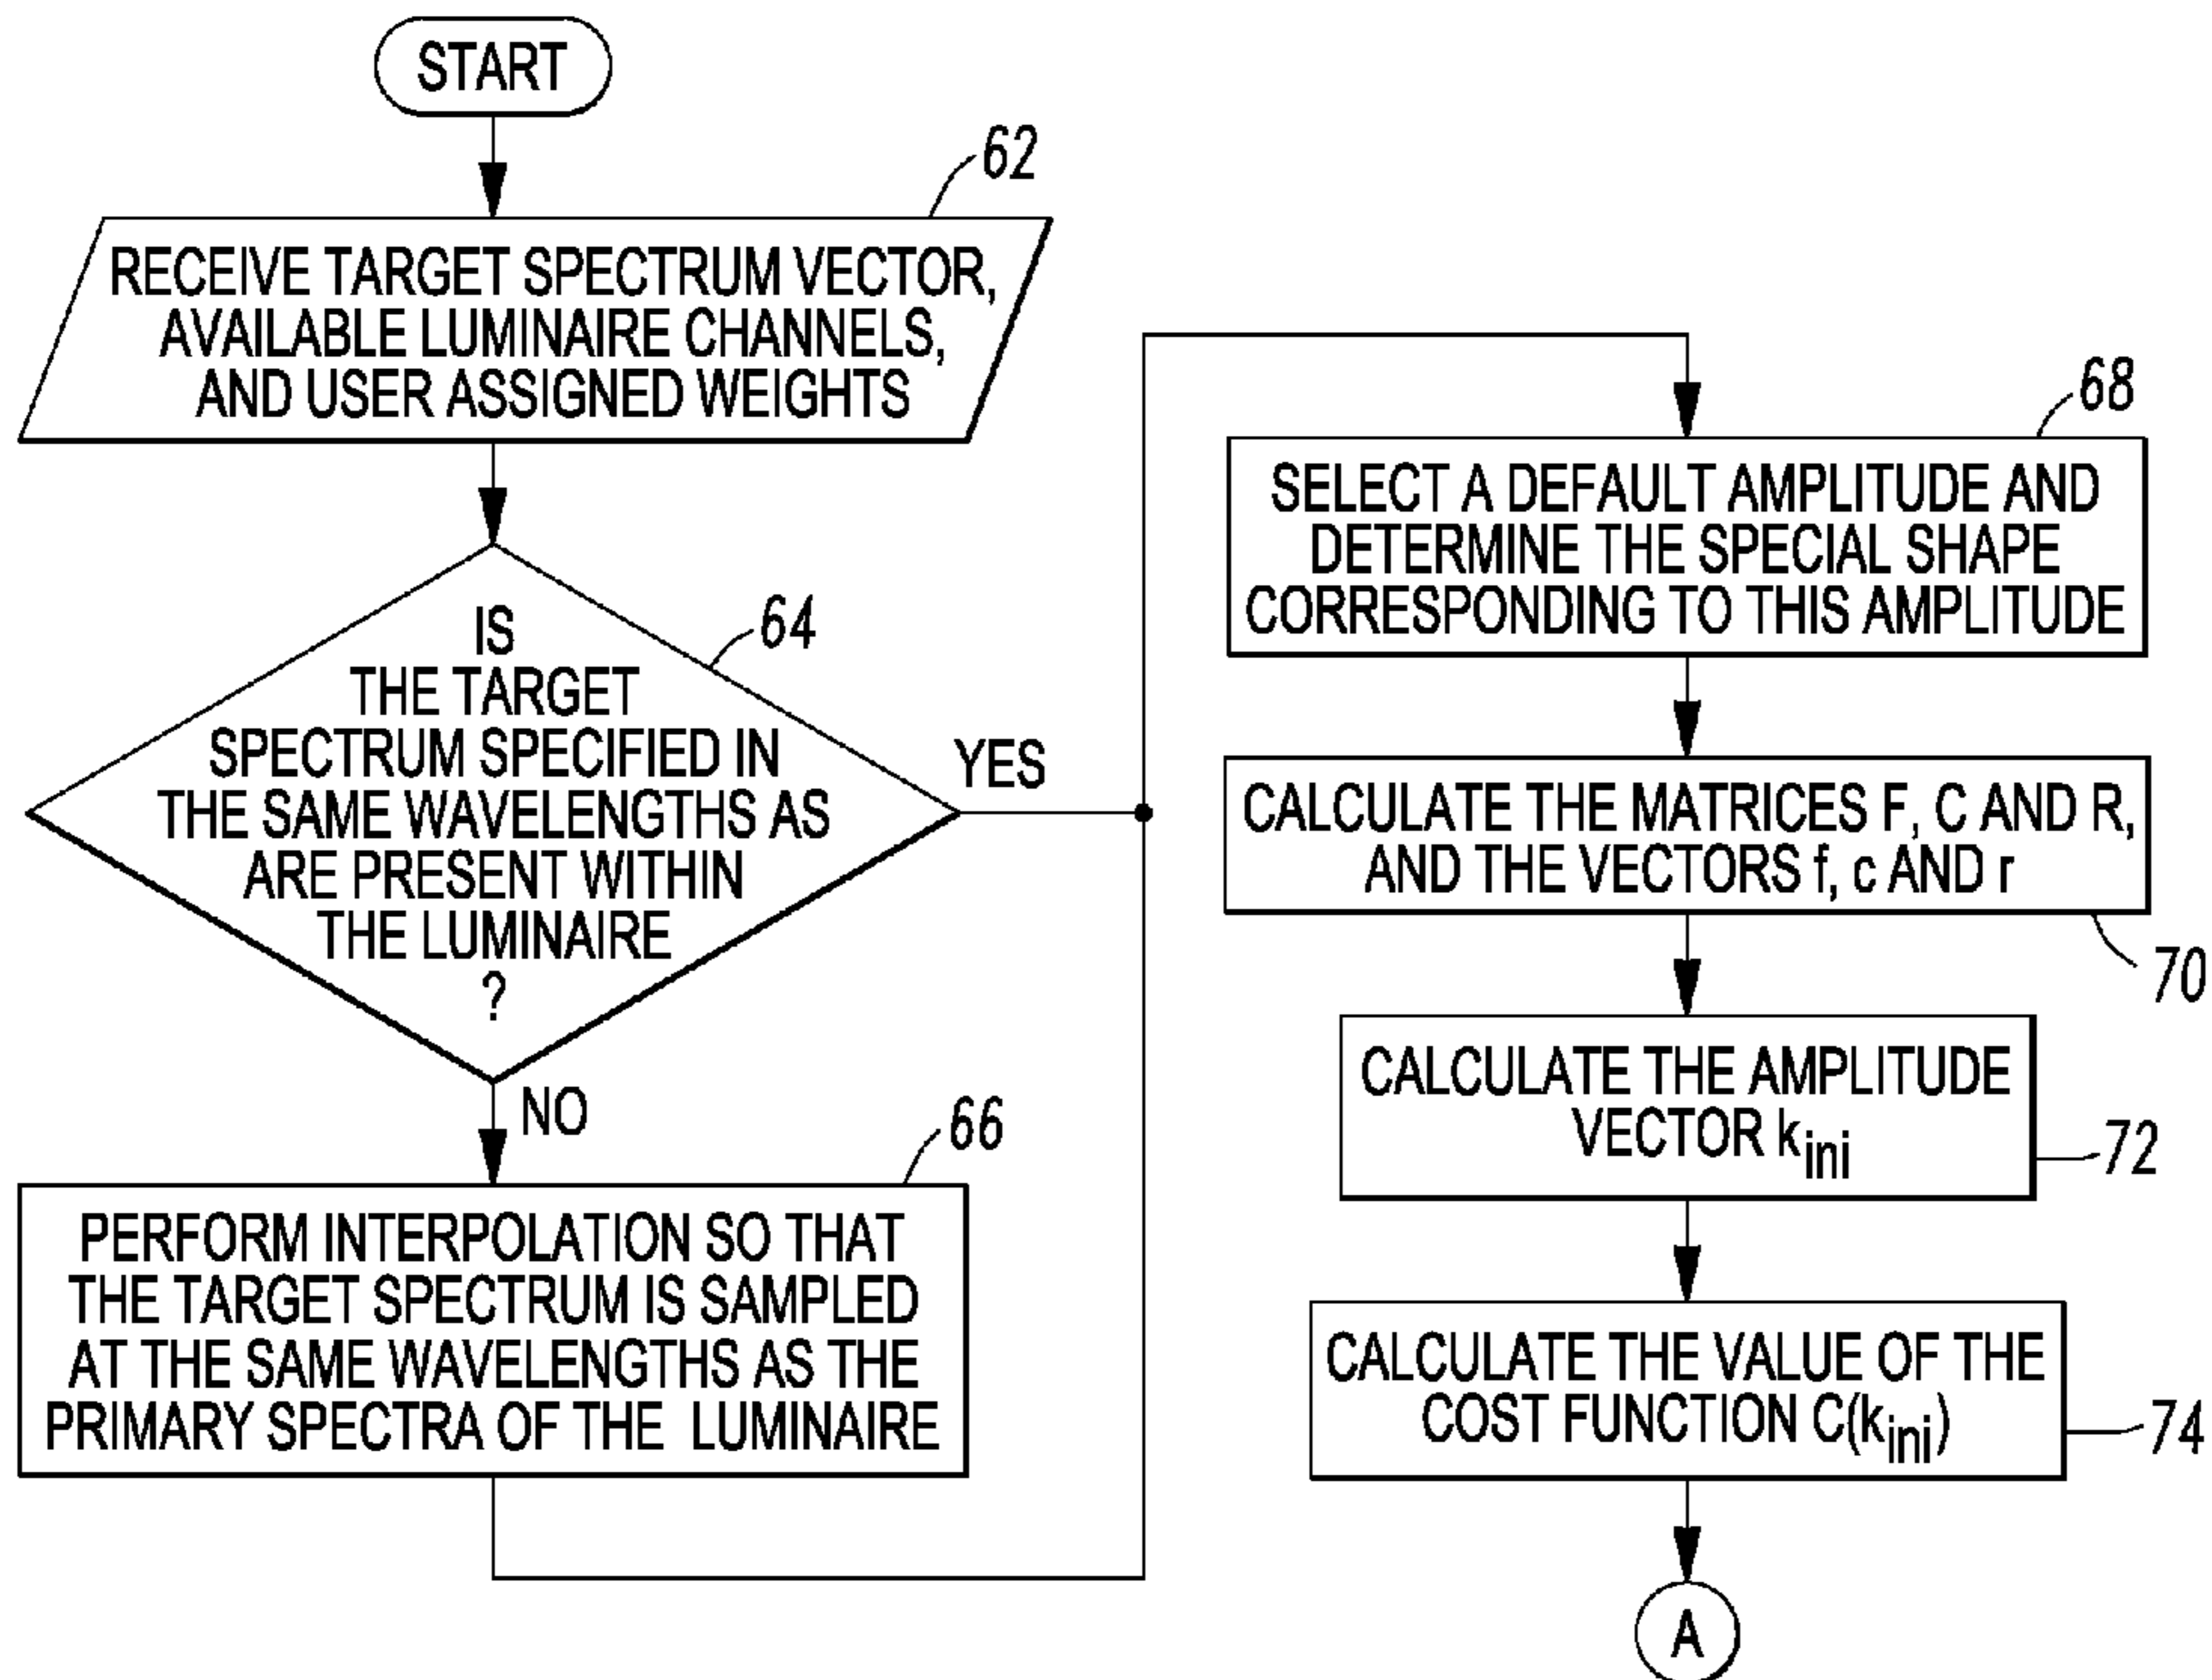 START
62
RECEIVE TARGET SPECTRUM VECTOR,
AVAILABLE LUMINAIRE CHANNELS,
AND USER ASSIGNED WEIGHTS
64
IS
THE TARGET
SPECTRUM SPECIFIED IN
THE SAME WAVELENGTHS AS
ARE PRESENT WITHIN
THE LUMINAIRE
?
YES
NO
66
PERFORM INTERPOLATION SO THAT
THE TARGET SPECTRUM IS SAMPLED
AT THE SAME WAVELENGTHS AS THE
PRIMARY SPECTRA OF THE LUMINAIRE
68
SELECT A DEFAULT AMPLITUDE AND
DETERMINE THE SPECIAL SHAPE
CORRESPONDING TO THIS AMPLITUDE
CALCULATE THE MATRICES F, C AND R,
AND THE VECTORS f, c AND r
70
CALCULATE THE AMPLITUDE
VECTOR kini
72
CALCULATE THE VALUE OF THE
COST FUNCTION C(kini)
74
A